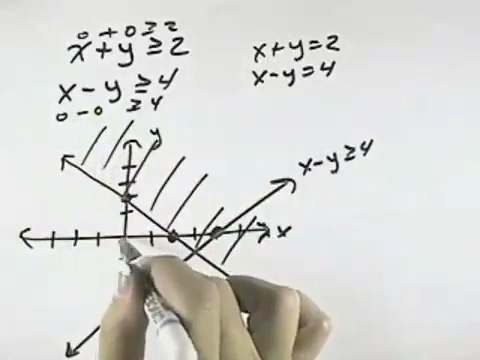 0 + 0 ≥ 2
x + y ≥ 2
x - y ≥ 4
0 - 0 ≥ 4
x + y = 2
x - y = 4
y
x - y ≥ 4
x